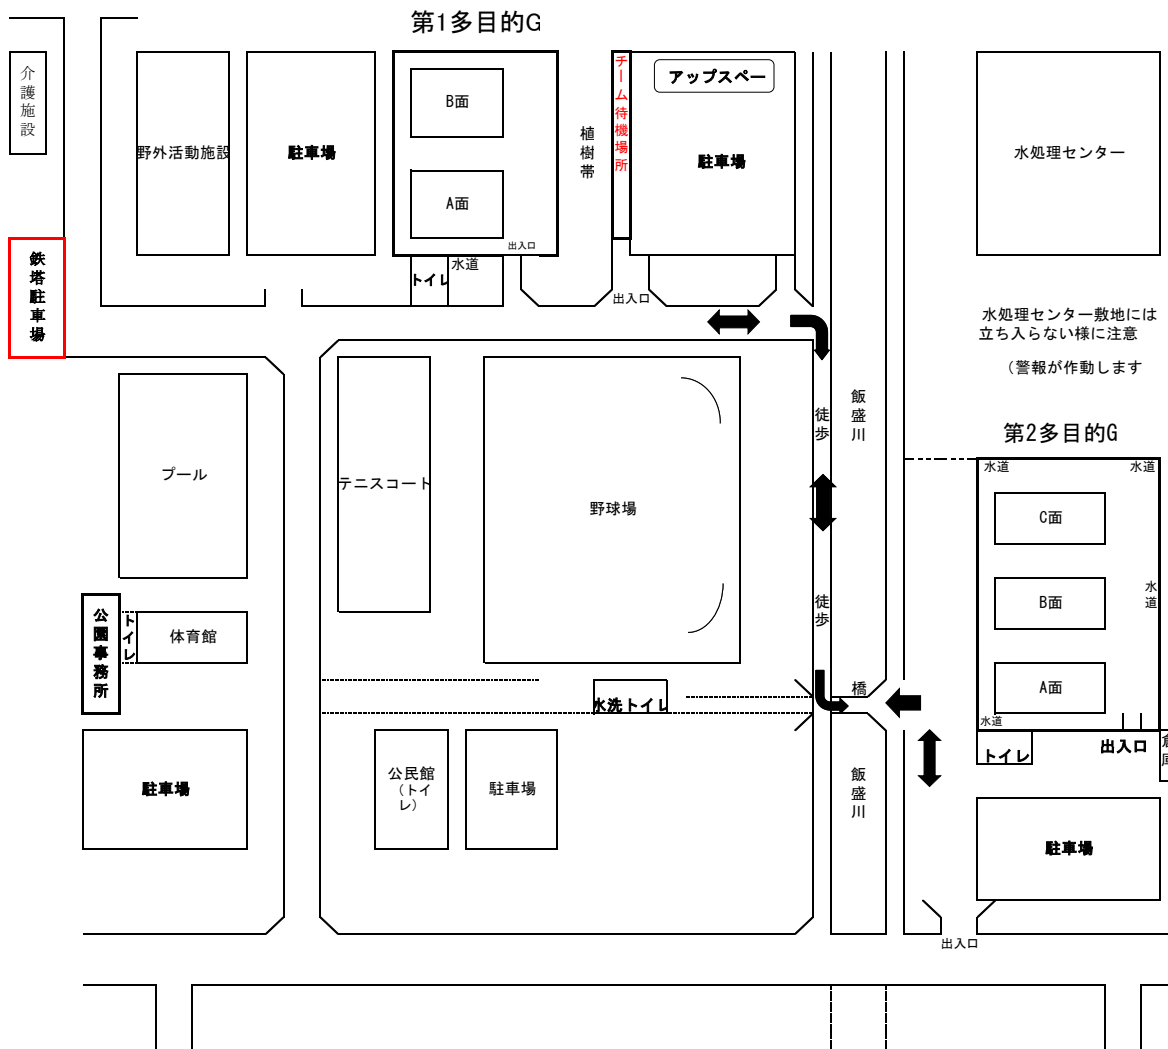 第1多目的G
介護施設
野外活動施設
駐車場
B面
A面
出入口
トイレ
水道
植樹帯
チーム待機場所
アップスペー
駐車場
出入口
水処理センター
鉄塔駐車場
水処理センター敷地には
立ち入らない様に注意
（警報が作動します
プール
テニスコート
野球場
徒歩
飯盛川
徒歩
第2多目的G
水道
水道
C面
B面
水道
A面
水道
トイレ
出入口
倉庫
公園事務所
トイレ
体育館
水洗トイレ
橋
駐車場
公民館
（トイ
レ）
駐車場
飯盛川
駐車場
出入口